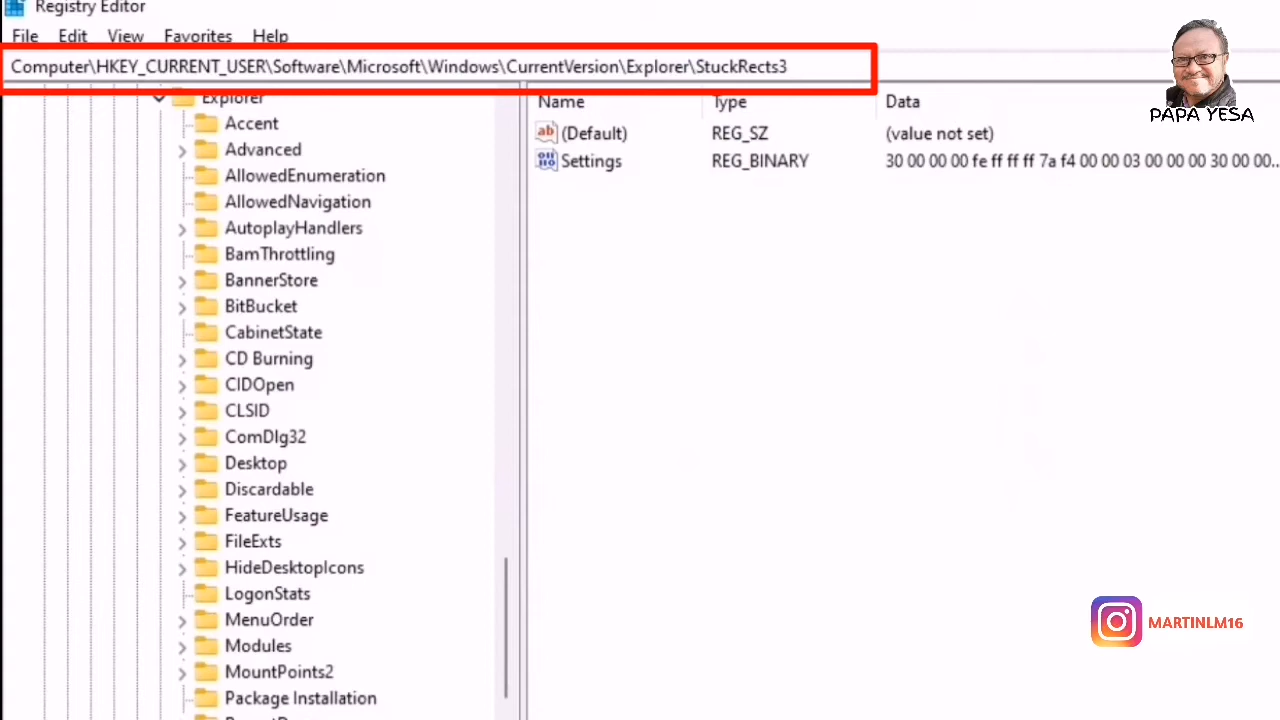 Registry Editor
File Edit View Favorites Help
Computer\HKEY_CURRENT_USER\Software\Microsoft\Windows\CurrentVersion\Explorer\StuckRects3
PAPA YESA
Explorer
Accent
Advanced
AllowedEnumeration
AllowedNavigation
AutoplayHandlers
BamThrottling
BannerStore
BitBucket
CabinetState
CD Burning
CIDOpen
CLSID
ComDlg32
Desktop
Discardable
FeatureUsage
FileExts
HideDesktopIcons
LogonStats
MenuOrder
Modules
MountPoints2
Package Installation
Name Type Data
(Default) REG_SZ (value not set)
Settings REG_BINARY 30 00 00 00 fe ff ff ff 7a f4 00 00 03 00 00 00 30 00 00...
MARTINLM16